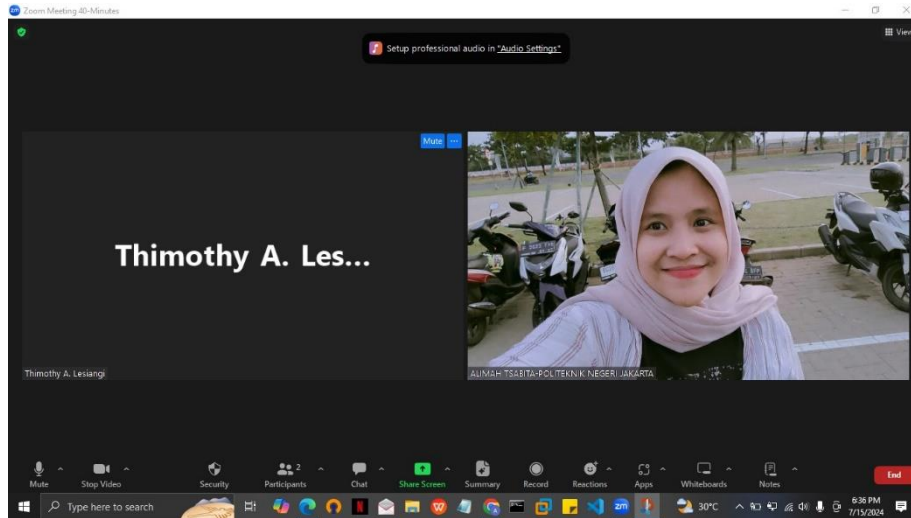 Zoom Meeting 40-Minutes
View
Setup professional audio in "Audio Settings"
Mute
Thimothy A. Les...
Thimothy A. Lesiangi
ALIMAH TSABITA-POLITEKNIK NEGERI JAKARTA
Mute
Stop Video
Security
Participants
2
Chat
Share Screen
Summary
Record
Reactions
Apps
Whiteboards
Notes
End
Type here to search
zm
30°C
6:36 PM
7/15/2024